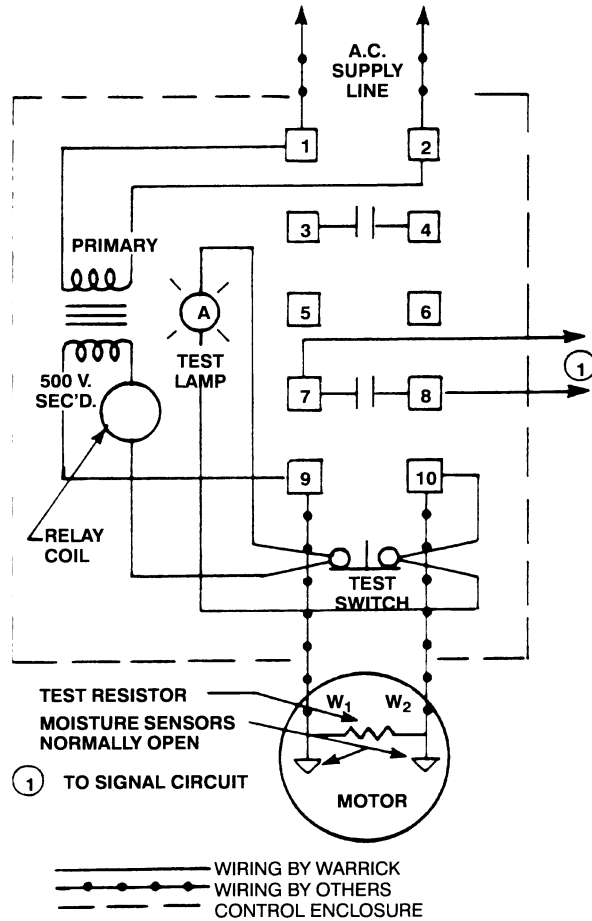 A.C.
SUPPLY
LINE
1
2
3
4
PRIMARY
A
5
6
TEST
LAMP
500 V.
SEC'D.
7
8
1
9
10
RELAY
COIL
TEST
SWITCH
TEST RESISTOR
W1
W2
MOISTURE SENSORS
NORMALLY OPEN
1 TO SIGNAL CIRCUIT
MOTOR
WIRING BY WARRICK
WIRING BY OTHERS
CONTROL ENCLOSURE